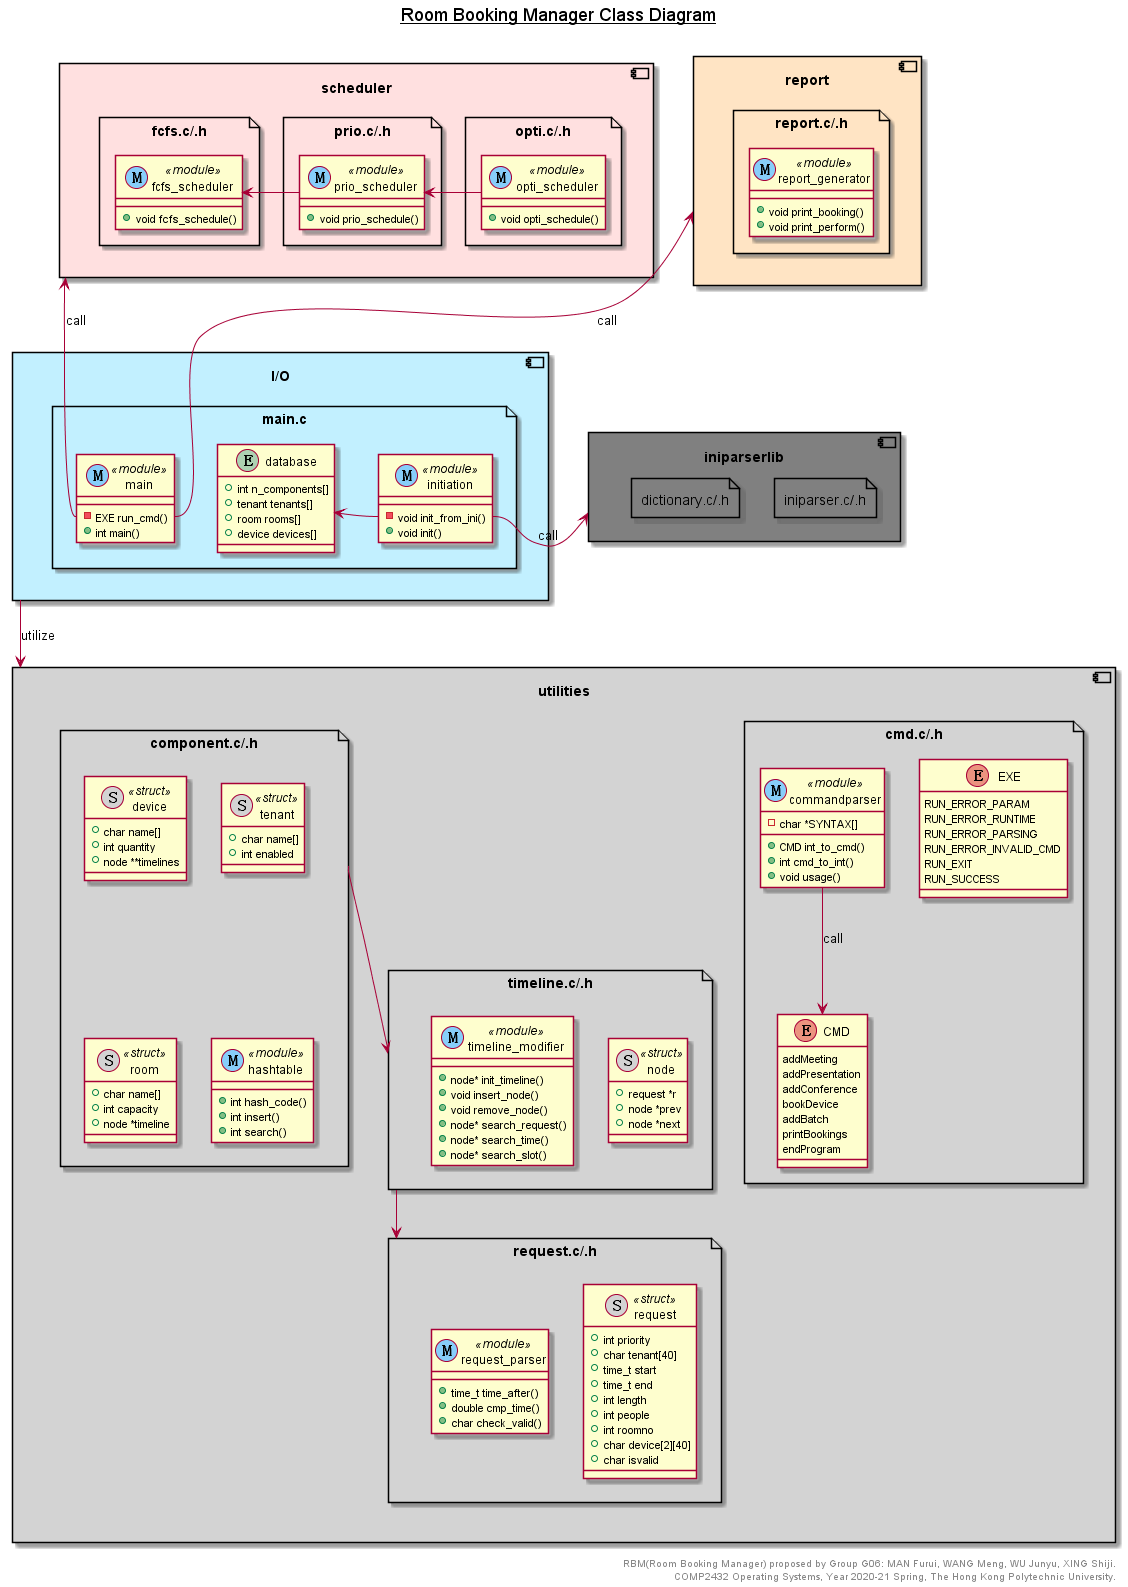 Room Booking Manager Class Diagram
scheduler
fcfs.c/.h
«module»
fcfs_scheduler
void fcfs_schedule()
prio.c/.h
«module»
prio_scheduler
void prio_schedule()
opti.c/.h
«module»
opti_scheduler
void opti_schedule()
report
report.c/.h
«module»
report_generator
void print_booking()
void print_perform()
call
call
I/O
main.c
M «module»
main
EXE run_cmd()
int main()
E database
int n_components[]
tenant tenants[]
room rooms[]
device devices[]
M «module»
initiation
void init_from_ini()
void init()
call
iniparserlib
dictionary.c/.h
iniparser.c/.h
utilize
utilities
component.c/.h
S «struct»
device
char name[]
int quantity
node **timelines
S «struct»
tenant
char name[]
int enabled
S «struct»
room
char name[]
int capacity
node *timeline
M «module»
hashtable
int hash_code()
int insert()
int search()
timeline.c/.h
M «module»
timeline_modifier
node* init_timeline()
void insert_node()
void remove_node()
node* search_request()
node* search_time()
node* search_slot()
S «struct»
node
request *r
node *prev
node *next
cmd.c/.h
M «module»
commandparser
char *SYNTAX[]
CMD int_to_cmd()
int cmd_to_int()
void usage()
E EXE
RUN_ERROR_PARAM
RUN_ERROR_RUNTIME
RUN_ERROR_PARSING
RUN_ERROR_INVALID_CMD
RUN_EXIT
RUN_SUCCESS
call
E CMD
addMeeting
addPresentation
addConference
bookDevice
addBatch
printBookings
endProgram
request.c/.h
M «module»
request_parser
time_t time_after()
double cmp_time()
char check_valid()
S «struct»
request
int priority
char tenant[40]
time_t start
time_t end
int length
int people
int roomno
char device[2][40]
char isvalid
RBM(Room Booking Manager) proposed by Group G06: MAN Furui, WANG Meng, WU Junyu, XING Shiji.
COMP2432 Operating Systems, Year 2020-21 Spring, The Hong Kong Polytechnic University.